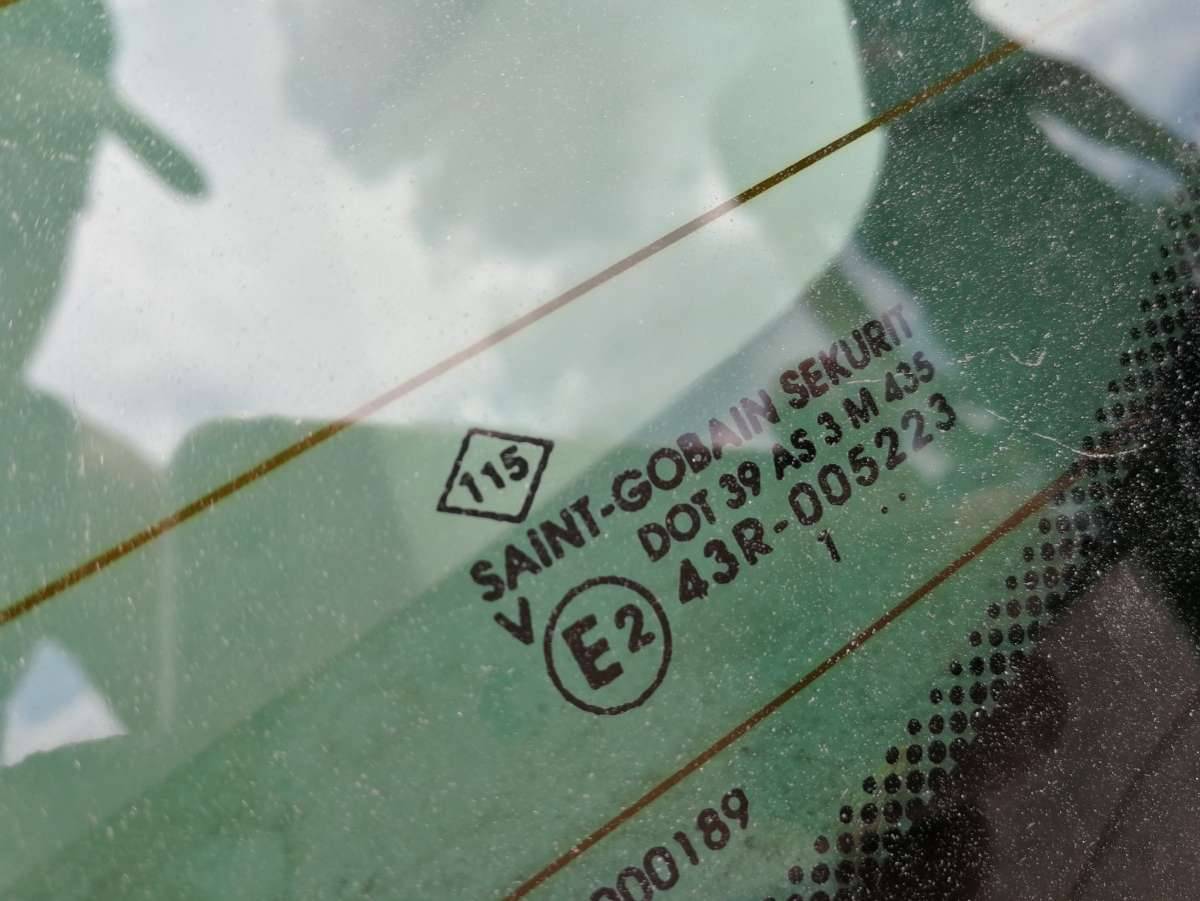 115
SAINT-GOBAIN SEKURIT
DOT 39 AS 3 M 435
V E2 43R-005223
1 . .
000189